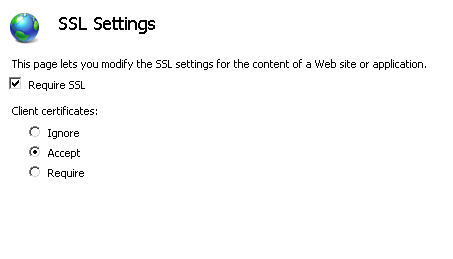 SSL Settings
This page lets you modify the SSL settings for the content of a Web site or application.
Require SSL
Client certificates:
Ignore
Accept
Require